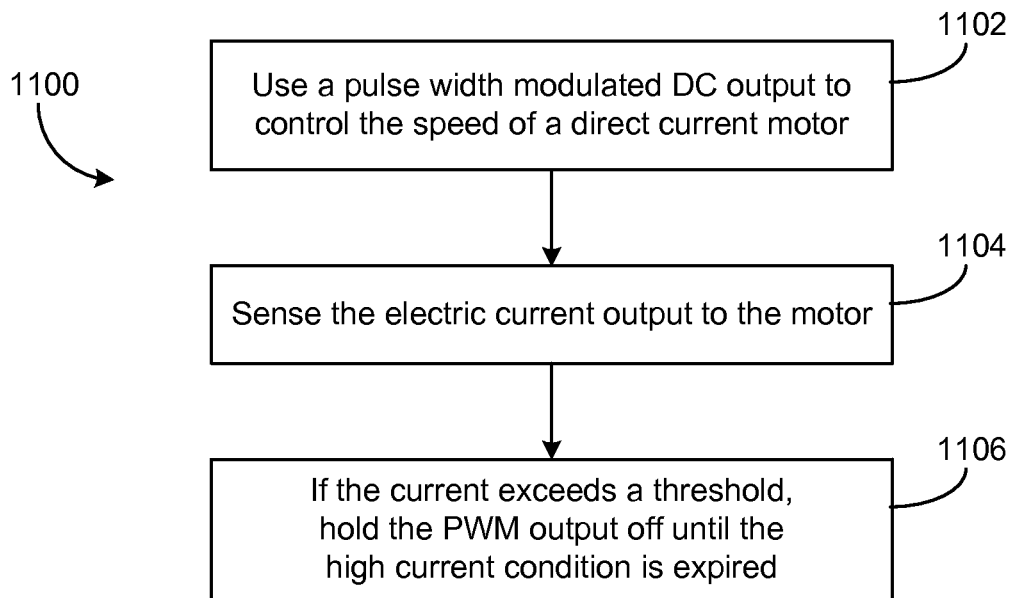 1100
1102
Use a pulse width modulated DC output to
control the speed of a direct current motor
1104
Sense the electric current output to the motor
1106
If the current exceeds a threshold,
hold the PWM output off until the
high current condition is expired